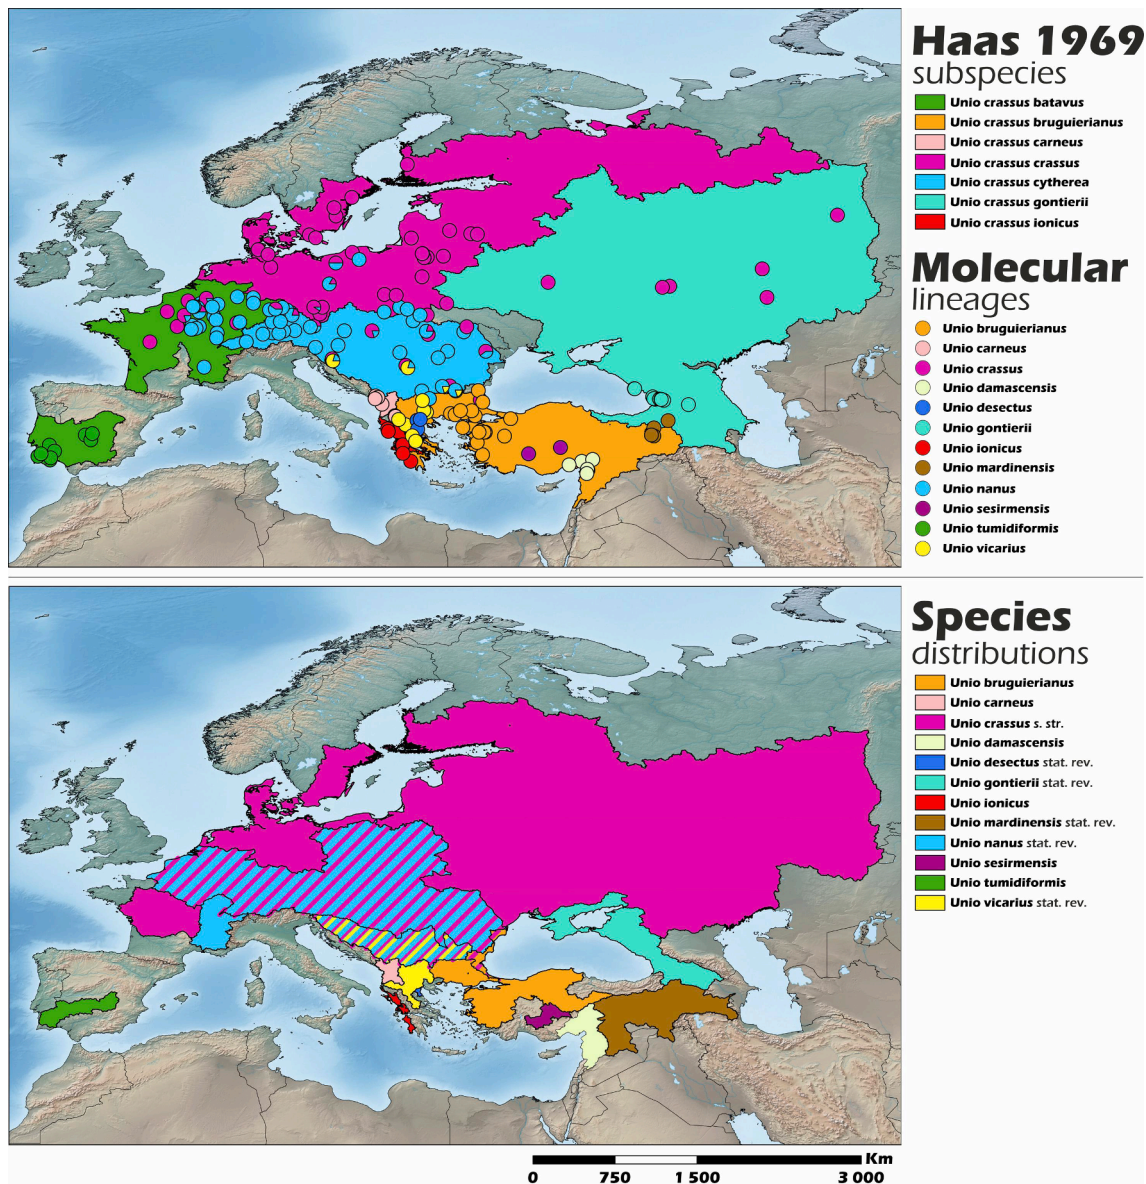 Haas 1969
subspecies
Unio crassus batavus
Unio crassus bruguierianus
Unio crassus carneus
Unio crassus crassus
Unio crassus cytherea
Unio crassus gontierii
Unio crassus ionicus
Molecular
lineages
Unio bruguierianus
Unio carneus
Unio crassus
Unio damascensis
Unio desectus
Unio gontierii
Unio ionicus
Unio mardinensis
Unio nanus
Unio sesirmensis
Unio tumidiformis
Unio vicarius
Species
distributions
Unio bruguierianus
Unio carneus
Unio crassus s. str.
Unio damascensis
Unio desectus stat. rev.
Unio gontierii stat. rev.
Unio ionicus
Unio mardinensis stat. rev.
Unio nanus stat. rev.
Unio sesirmensis
Unio tumidiformis
Unio vicarius stat. rev.
Km
0 750 1 500 3 000